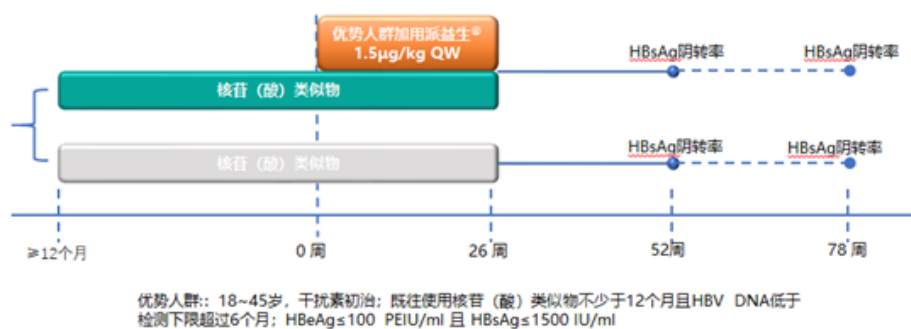 优势人群加用派益生®
1.5μg/kg QW
HBsAg阴转率
HBsAg阴转率
核苷（酸）类似物
HBsAg阴转率
HBsAg阴转率
核苷（酸）类似物
≥12个月
0 周
26 周
52周
78 周
优势人群:：18~45岁，干扰素初治；既往使用核苷（酸）类似物不少于12个月且HBV DNA低于
检测下限超过6个月；HBeAg≤100 PEIU/ml 且 HBsAg≤1500 IU/ml